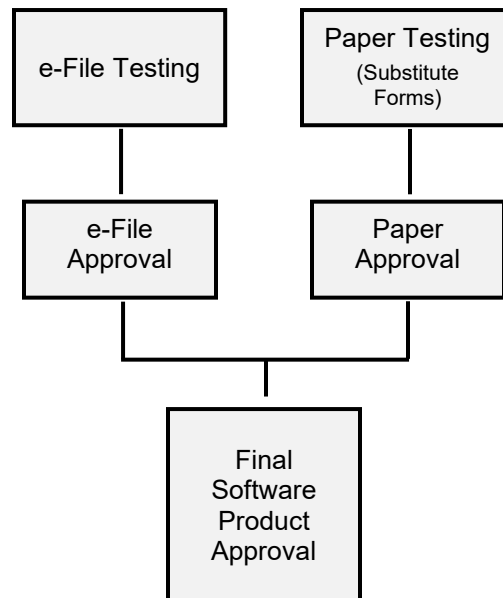 e-File Testing
Paper Testing
(Substitute
Forms)
e-File
Approval
Paper
Approval
Final
Software
Product
Approval